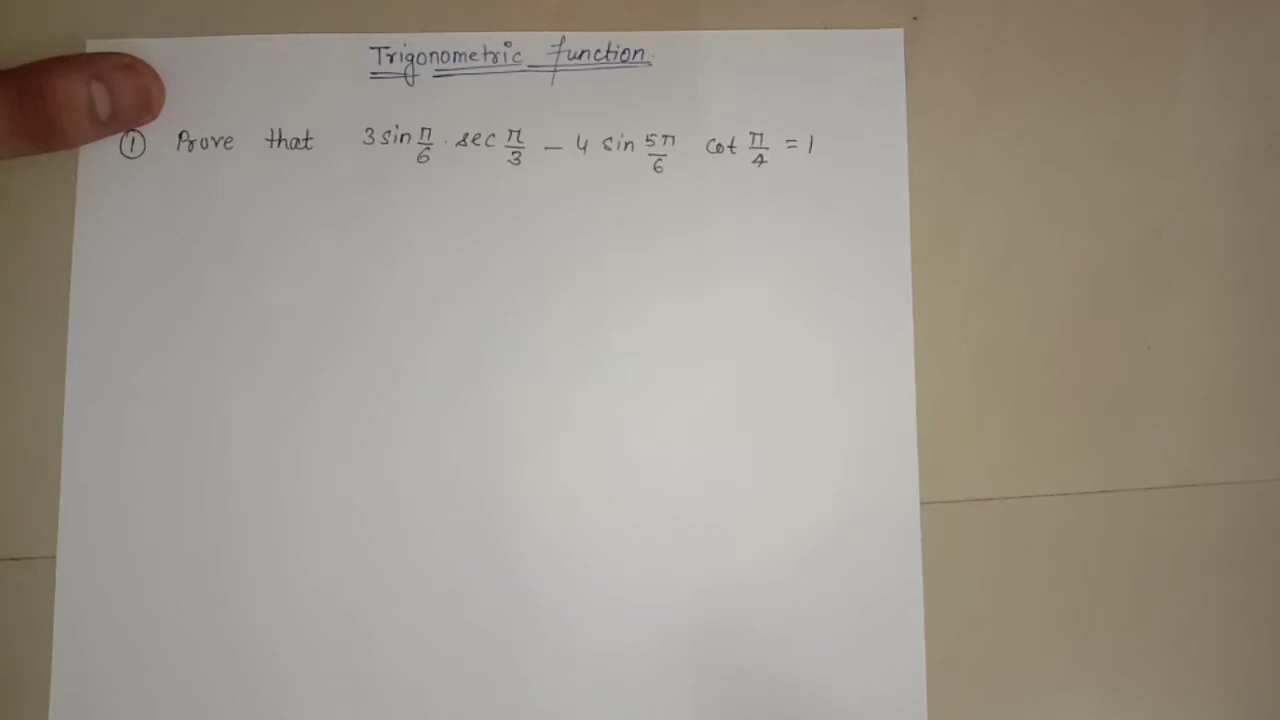 Trigonometric function
① Prove that 3 sin π/6 . sec π/3 - 4 sin 5π/6 cot π/4 = 1